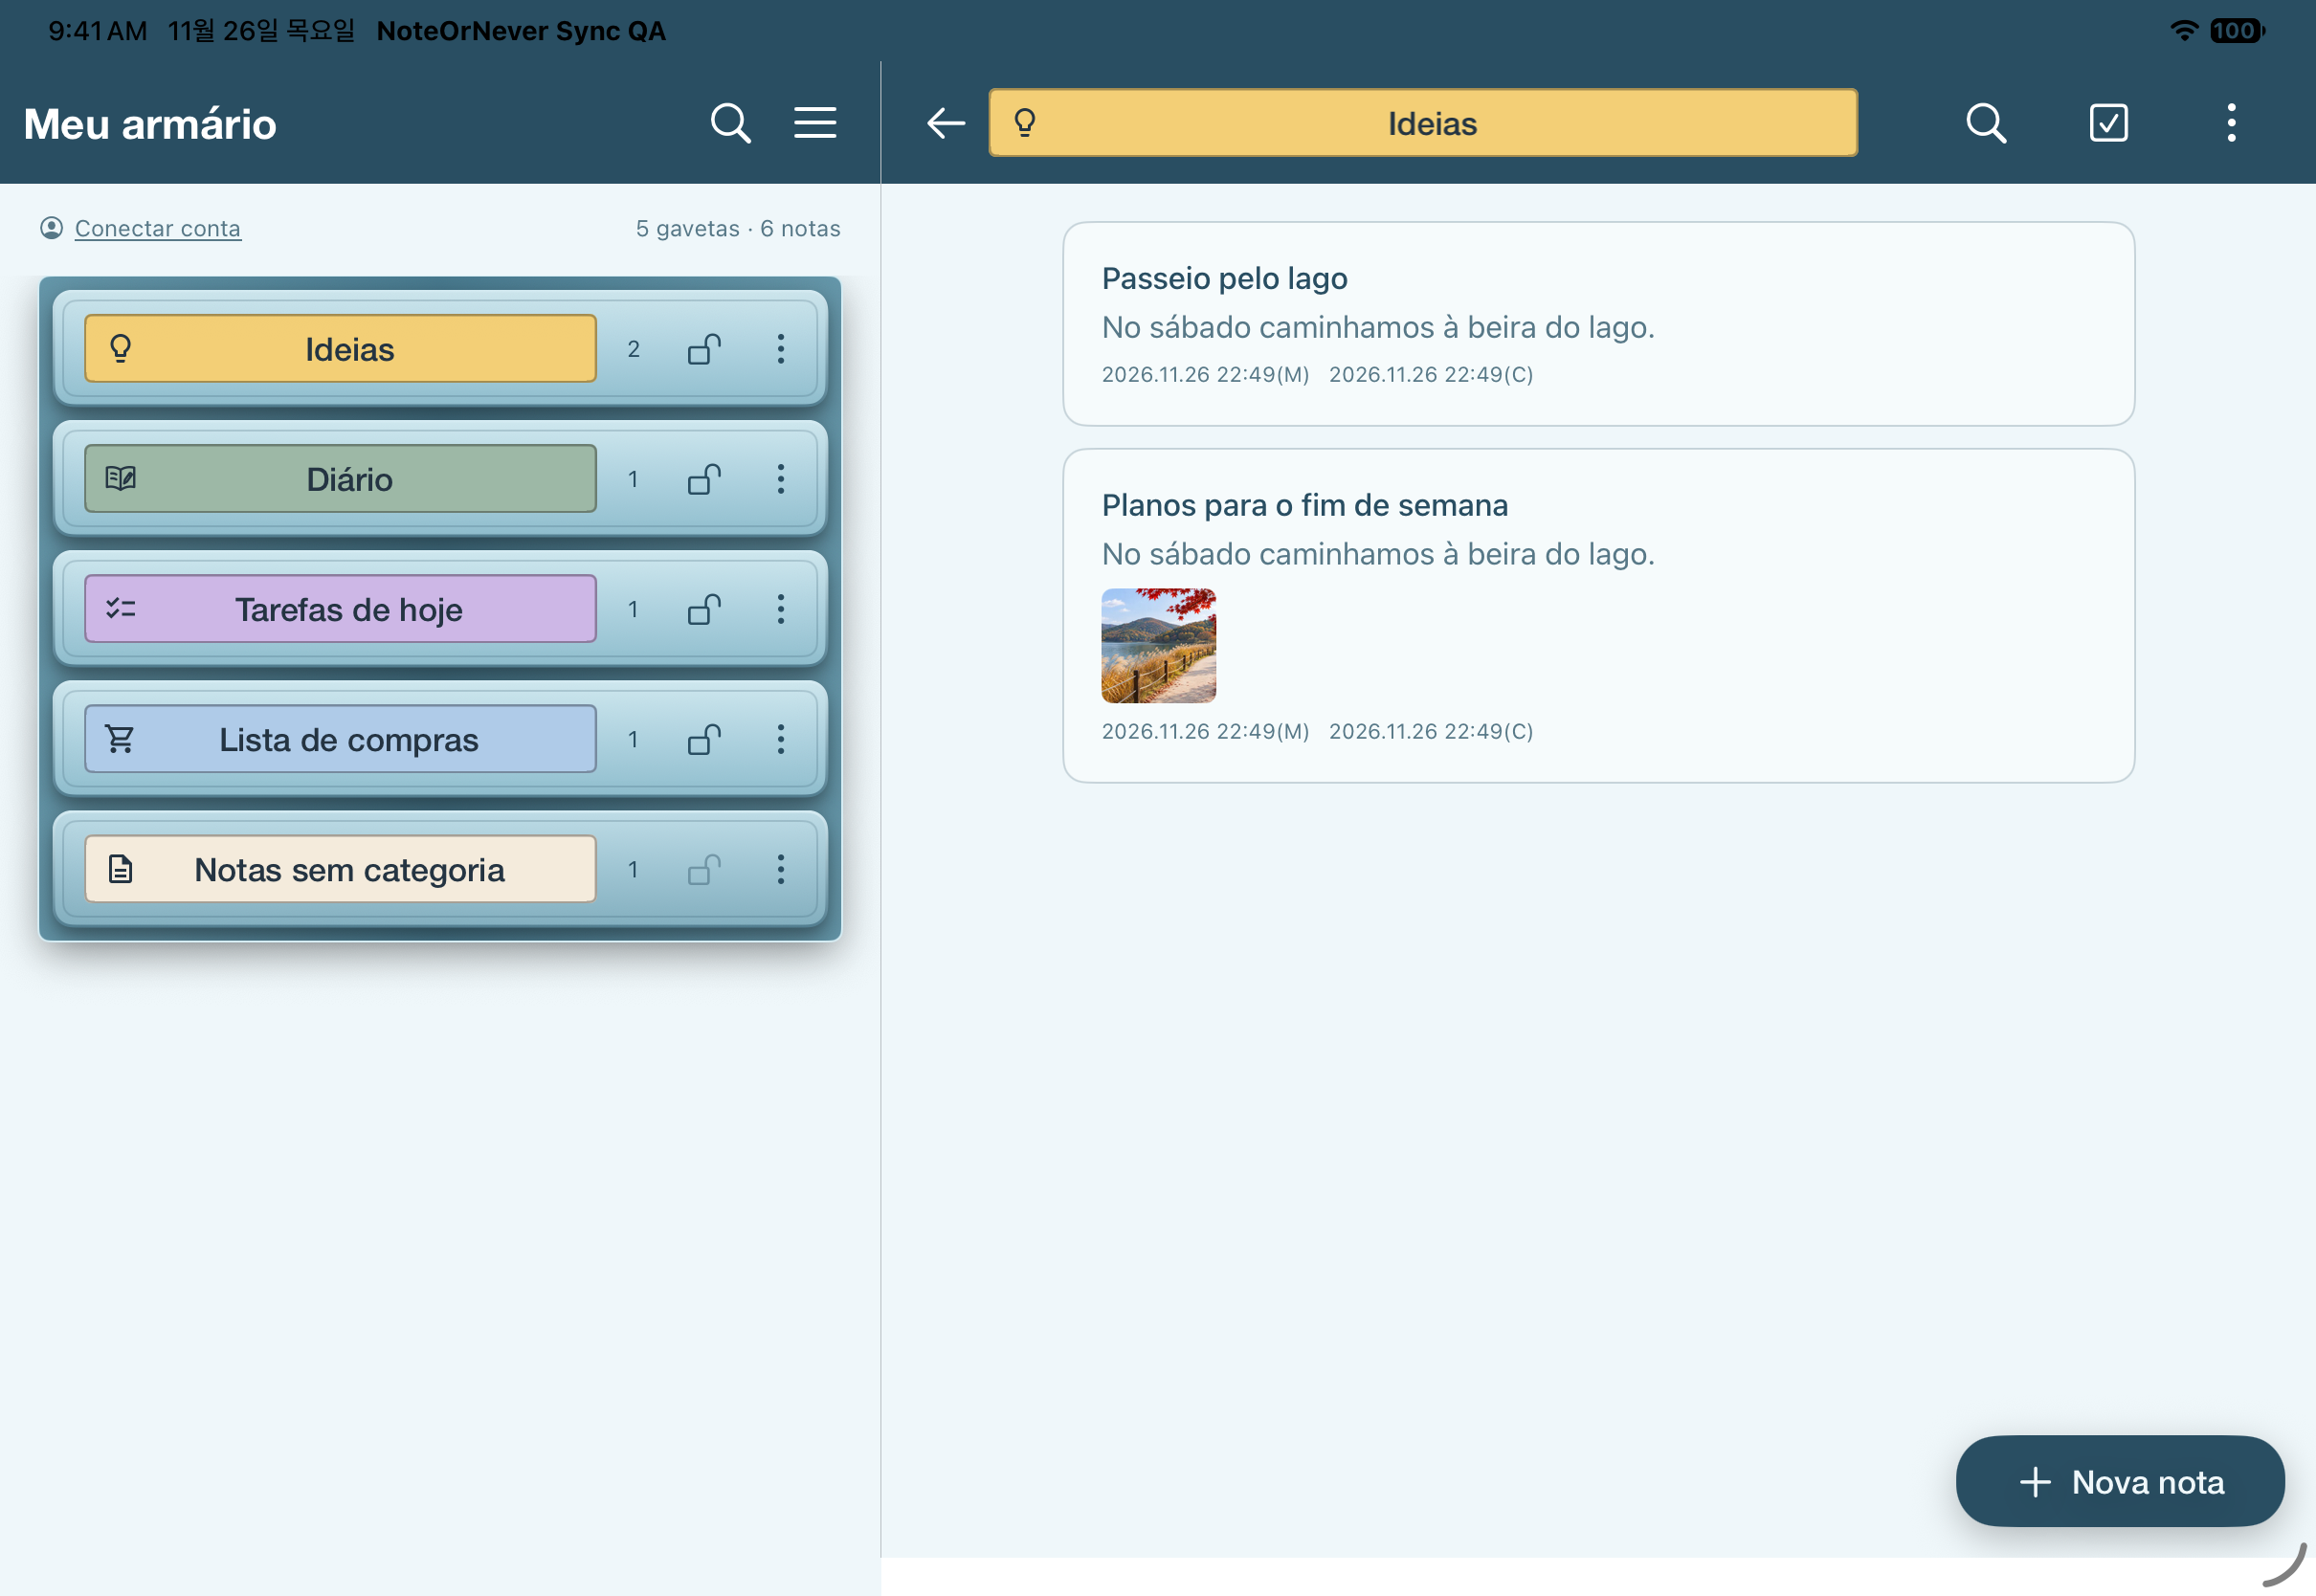 9:41 AM 11월 26일 목요일 NoteOrNever Sync QA
100
Meu armário
Conectar conta
5 gavetas · 6 notas
Ideias
2
Diário
1
Tarefas de hoje
1
Lista de compras
1
Notas sem categoria
1
Ideias
Passeio pelo lago
No sábado caminhamos à beira do lago.
2026.11.26 22:49(M) 2026.11.26 22:49(C)
Planos para o fim de semana
No sábado caminhamos à beira do lago.
2026.11.26 22:49(M) 2026.11.26 22:49(C)
Nova nota